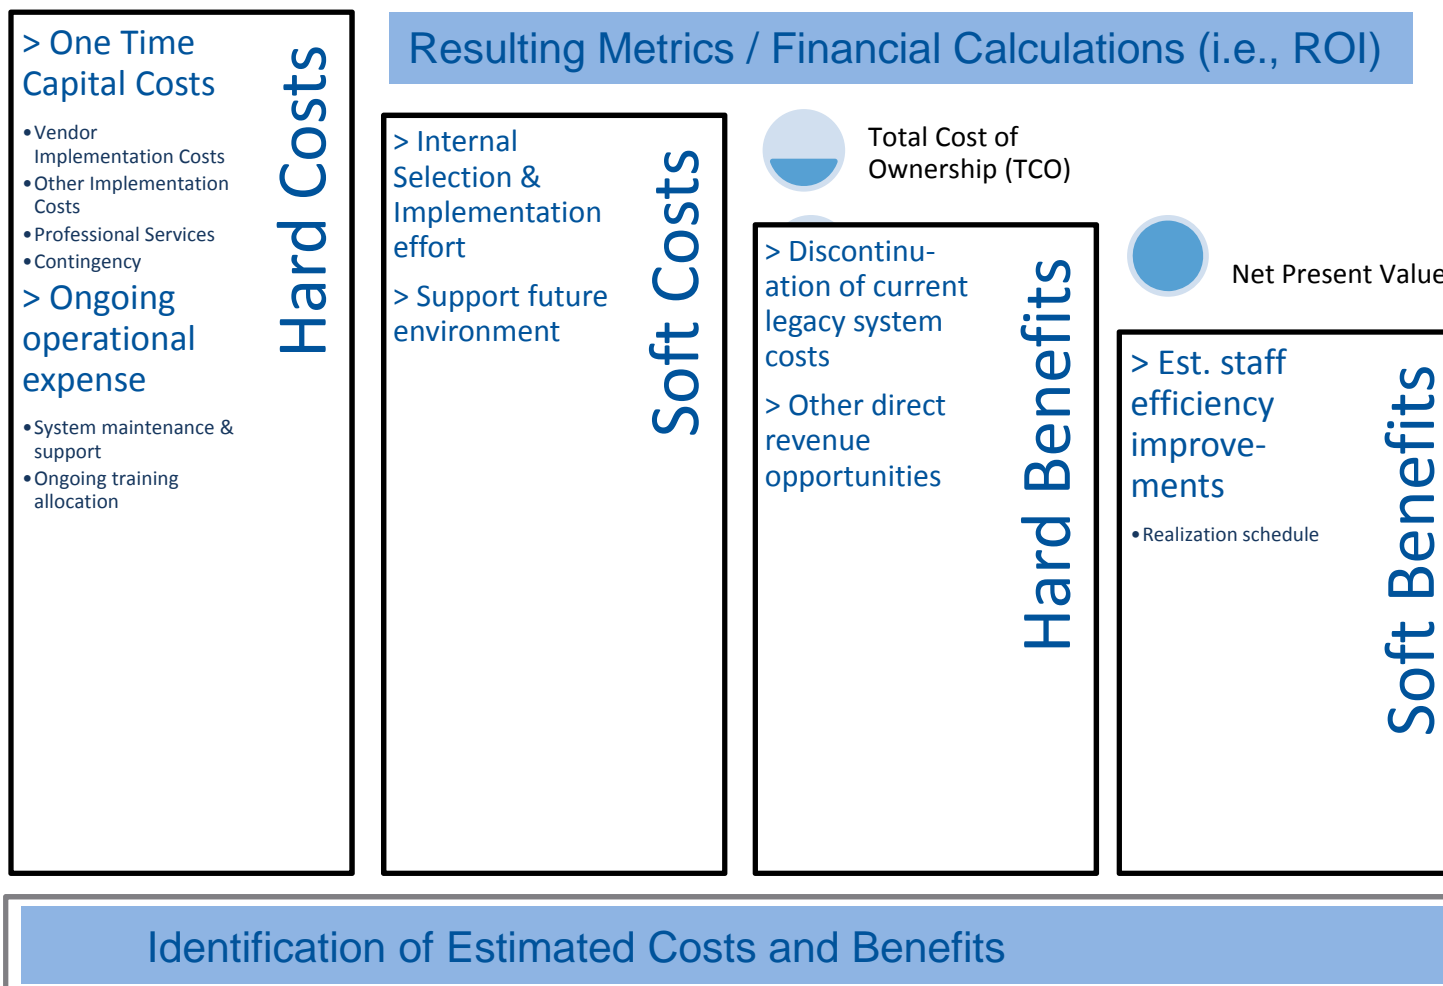 > One Time
Capital Costs
•Vendor
Implementation Costs
•Other Implementation
Costs
•Professional Services
•Contingency
> Ongoing
operational
expense
•System maintenance &
support
•Ongoing training
allocation
Hard Costs
Resulting Metrics / Financial Calculations (i.e., ROI)
> Internal
Selection &
Implementation
effort
> Support future
environment
Soft Costs
Total Cost of
Ownership (TCO)
> Discontinu-
ation of current
legacy system
costs
> Other direct
revenue
opportunities
Hard Benefits
Net Present Value
> Est. staff
efficiency
improve-
ments
•Realization schedule
Soft Benefits
Identification of Estimated Costs and Benefits